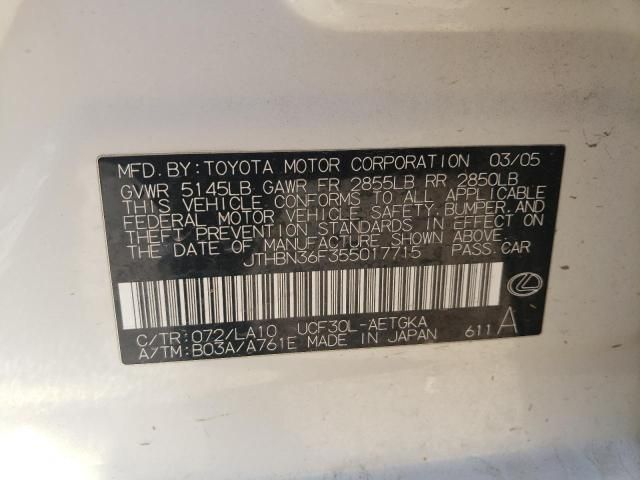 MFD. BY: TOYOTA MOTOR CORPORATION 03/05
GVWR 5145LB GAWR FR 2855LB RR 2850LB
THIS VEHICLE CONFORMS TO ALL APPLICABLE
FEDERAL MOTOR VEHICLE SAFETY, BUMPER, AND
THEFT PREVENTION STANDARDS IN EFFECT ON
THE DATE OF MANUFACTURE SHOWN ABOVE.
JTHBN36F355017715 PASS. CAR
C/TR: 072/LA10 UCF30L-AETGKA
A/TM: B03A/A761E MADE IN JAPAN 611 A